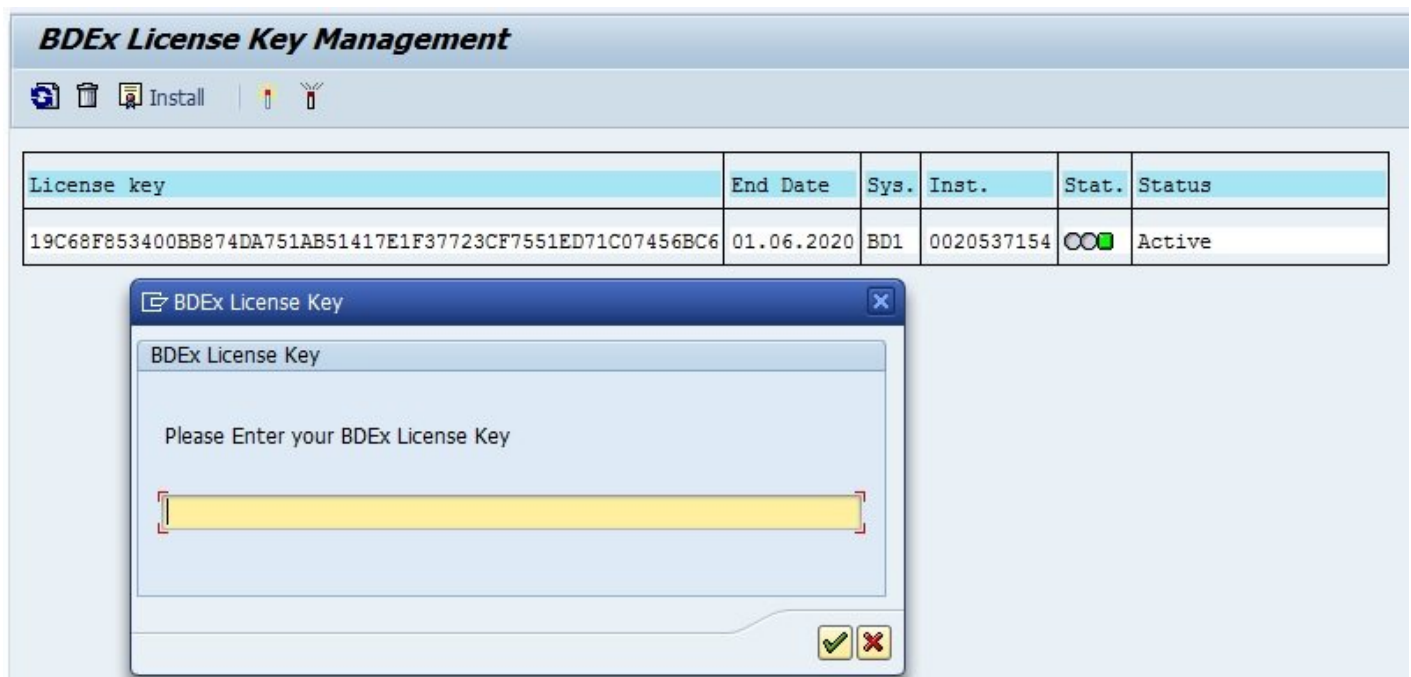 BDEx License Key Management
Install
License key End Date Sys. Inst. Stat. Status
19C68F853400BB874DA751AB51417E1F37723CF7551ED71C07456BC6 01.06.2020 BD1 0020537154 Active
BDEx License Key
BDEx License Key
Please Enter your BDEx License Key